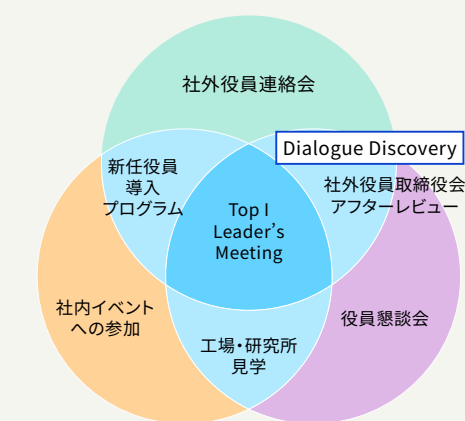 社外役員連絡会
Dialogue Discovery
新任役員
導入
プログラム
社外役員取締役会
アフターレビュー
Top I
Leader’s
Meeting
社内イベント
への参加
役員懇談会
工場・研究所
見学